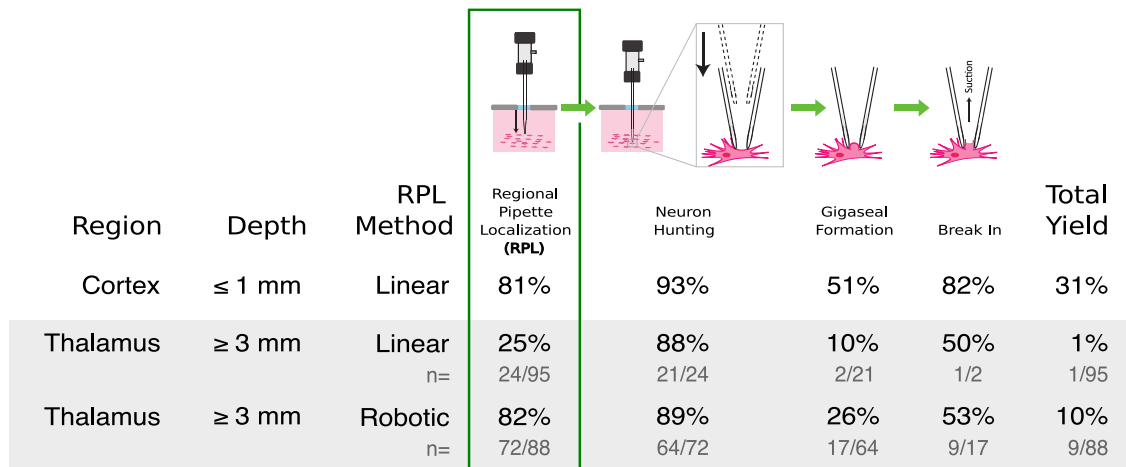 Suction
Region Depth RPL Method Regional Pipette Localization (RPL) Neuron Hunting Gigaseal Formation Break In Total Yield
Cortex ≤ 1 mm Linear 81% 93% 51% 82% 31%
Thalamus ≥ 3 mm Linear 25% 88% 10% 50% 1%
n= 24/95 21/24 2/21 1/2 1/95
Thalamus ≥ 3 mm Robotic 82% 89% 26% 53% 10%
n= 72/88 64/72 17/64 9/17 9/88